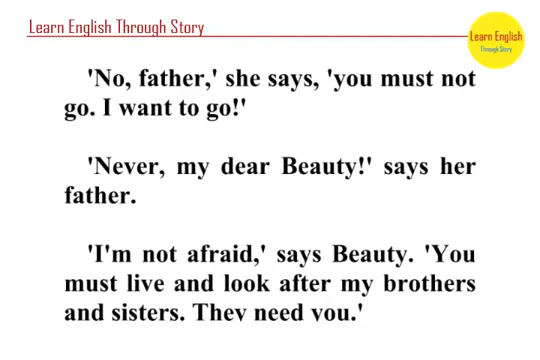 Learn English Through Story
Learn English
Through Story
'No, father,' she says, 'you must not
go. I want to go!'
'Never, my dear Beauty!' says her
father.
'I'm not afraid,' says Beauty. 'You
must live and look after my brothers
and sisters. They need you.'